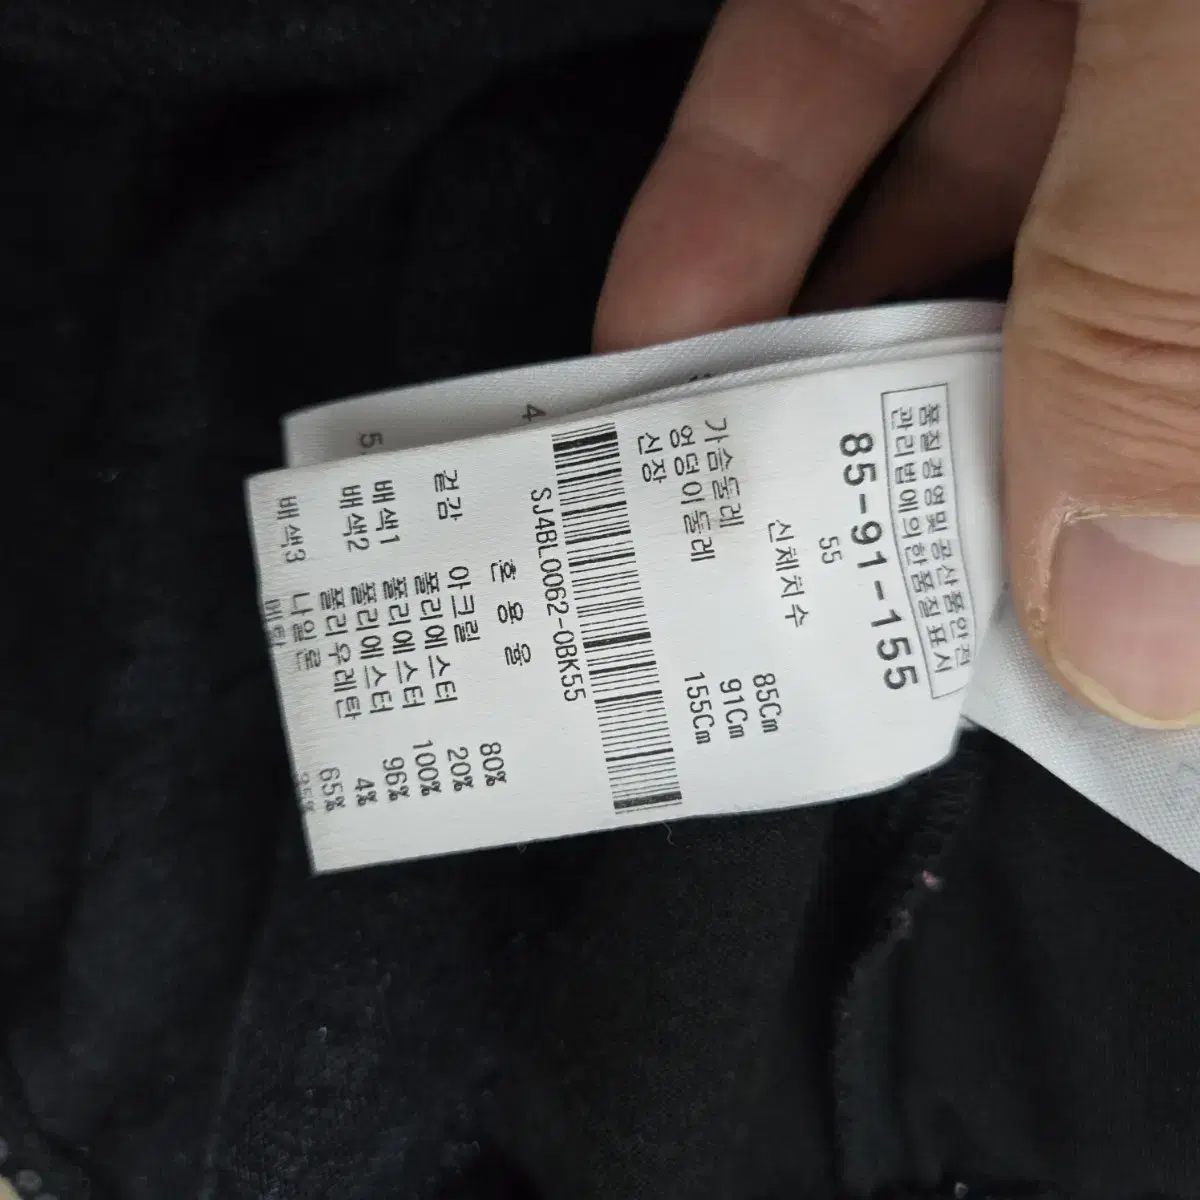 품질경영및공산품안전
관리법에의한품질표시
85-91-155
55
신체치수
가슴둘레 85Cm
엉덩이둘레 91Cm
신장 155Cm
SJ4BL0062-0BK55
혼 용 율
겉감 아크릴 80%
폴리에스터 20%
배색1 폴리에스터 100%
배색2 폴리에스터 96%
폴리우레탄 4%
배색3 나일론 65%
35%
4
5